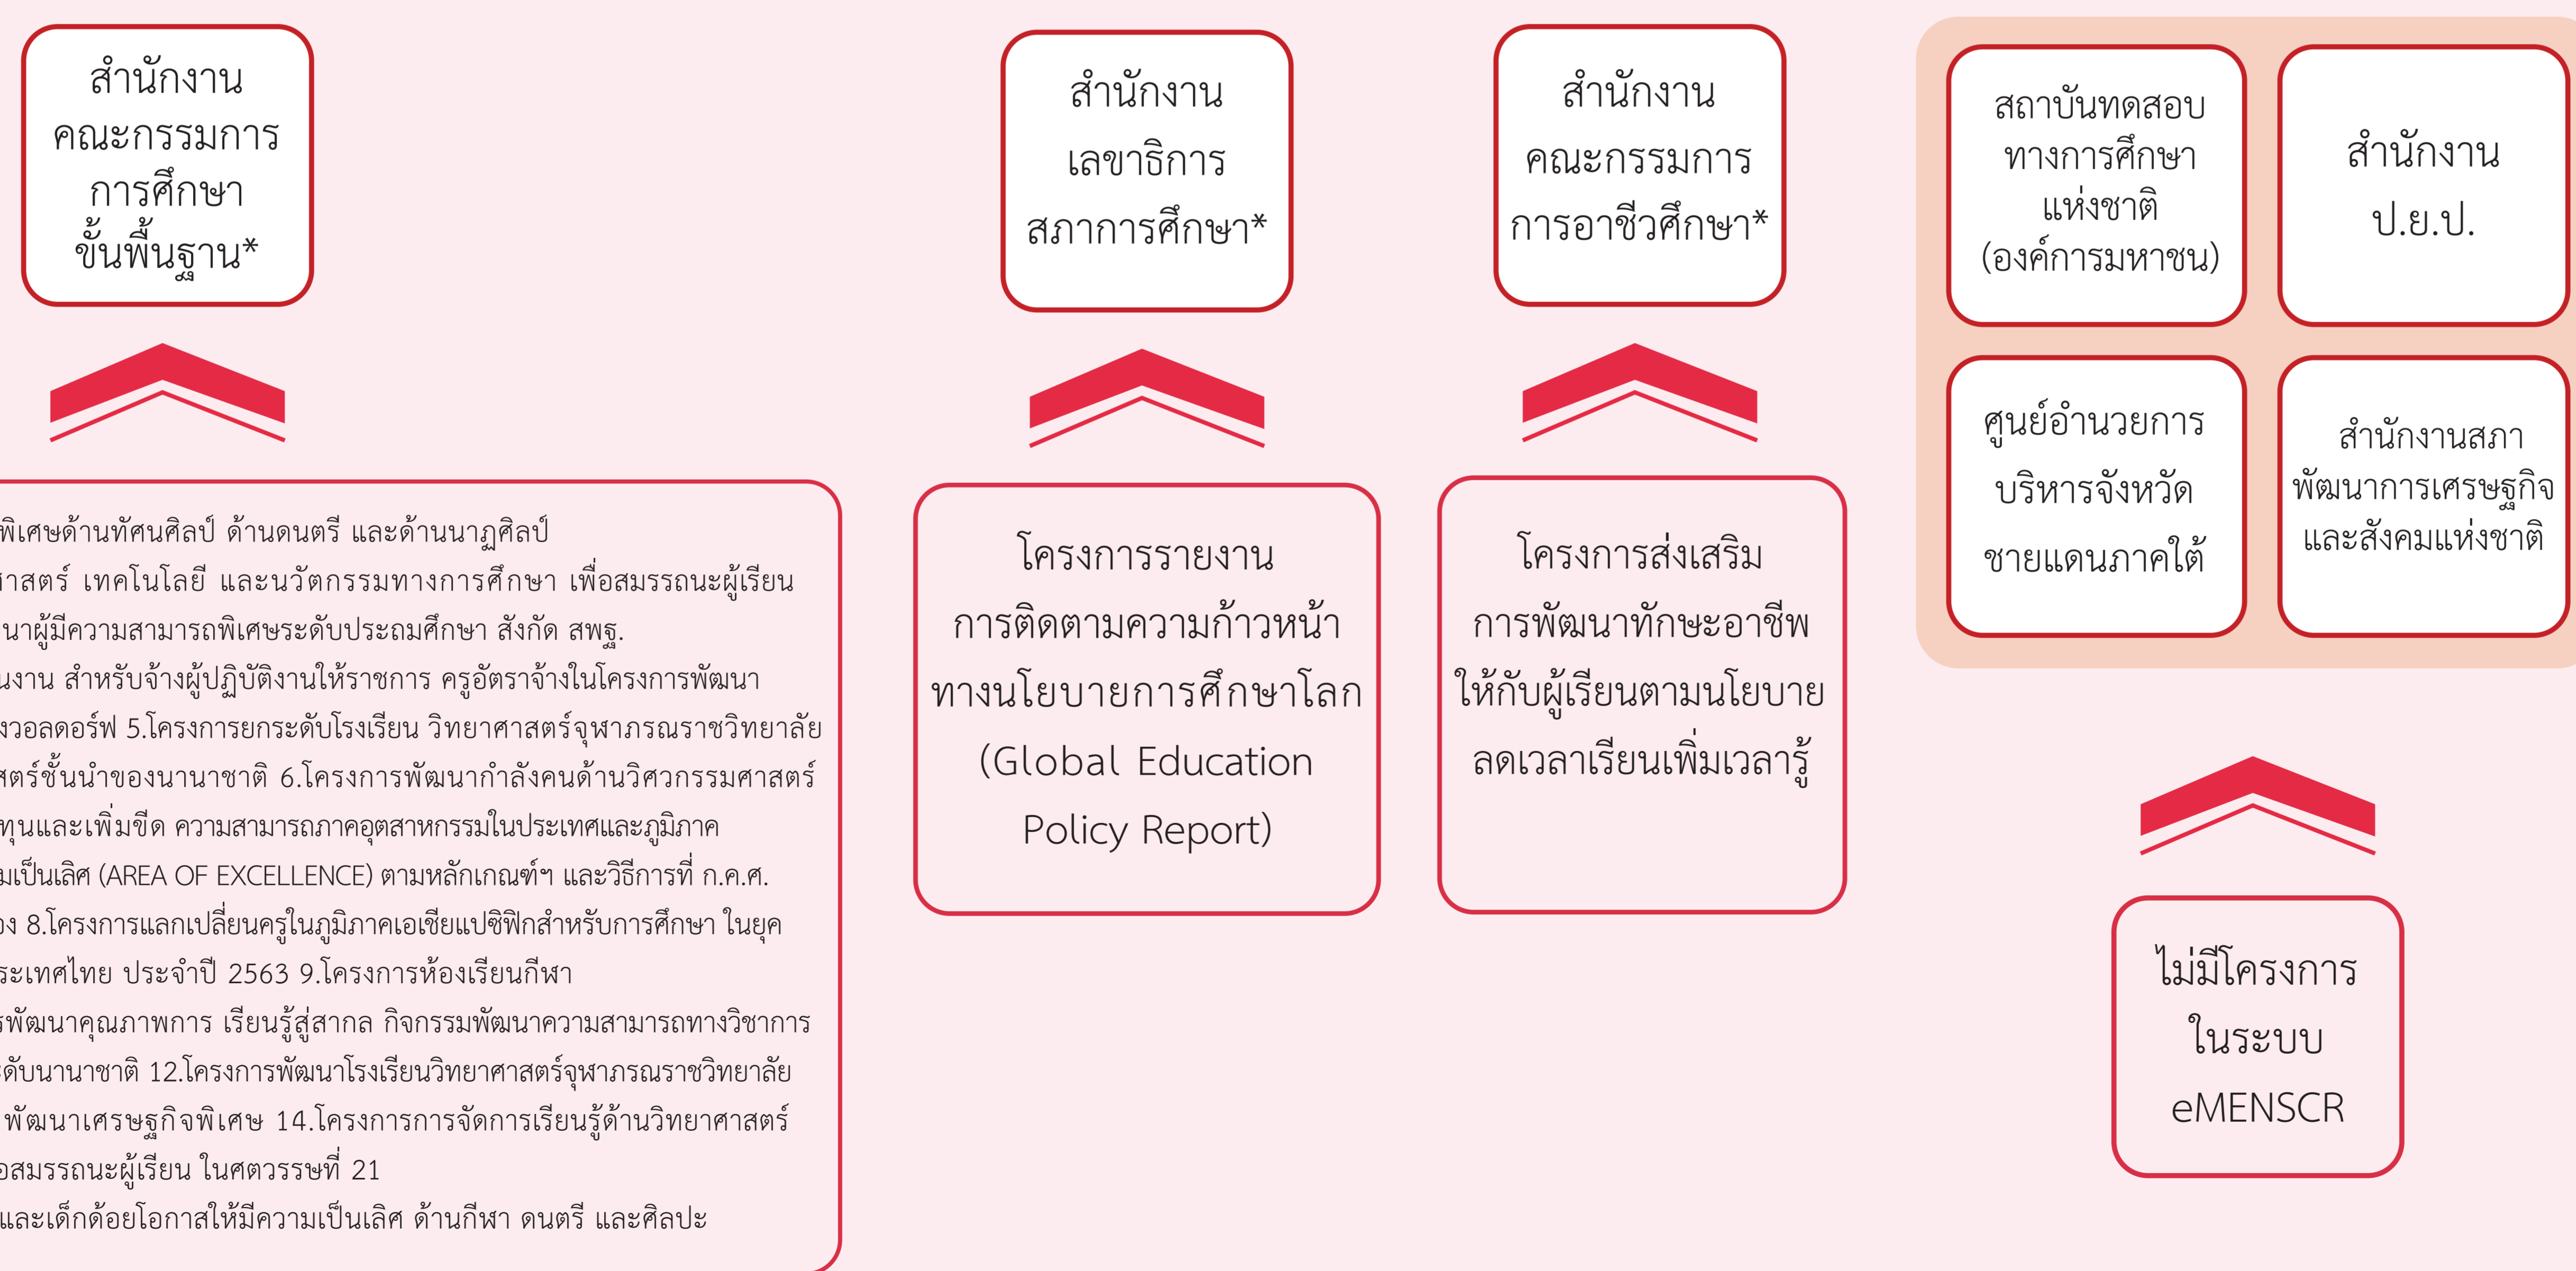 สำนักงาน
คณะกรรมการ
การศึกษา
ขั้นพื้นฐาน*
พิเศษด้านทัศนศิลป์ ด้านดนตรี และด้านนาฏศิลป์
าสตร์ เทคโนโลยี และนวัตกรรมทางการศึกษา เพื่อสมรรถนะผู้เรียน
นาผู้มีความสามารถพิเศษระดับประถมศึกษา สังกัด สพฐ.
นงาน สำหรับจ้างผู้ปฏิบัติงานให้ราชการ ครูอัตราจ้างในโครงการพัฒนา
งวอลดอร์ฟ 5.โครงการยกระดับโรงเรียน วิทยาศาสตร์จุฬาภรณราชวิทยาลัย
สตร์ชั้นนำของนานาชาติ 6.โครงการพัฒนากำลังคนด้านวิศวกรรมศาสตร์
ทุนและเพิ่มขีด ความสามารถภาคอุตสาหกรรมในประเทศและภูมิภาค
มเป็นเลิศ (AREA OF EXCELLENCE) ตามหลักเกณฑ์ฯ และวิธีการที่ ก.ค.ศ.
อง 8.โครงการแลกเปลี่ยนครูในภูมิภาคเอเชียแปซิฟิกสำหรับการศึกษา ในยุค
ระเทศไทย ประจำปี 2563 9.โครงการห้องเรียนกีฬา
รพัฒนาคุณภาพการ เรียนรู้สู่สากล กิจกรรมพัฒนาความสามารถทางวิชาการ
ะดับนานาชาติ 12.โครงการพัฒนาโรงเรียนวิทยาศาสตร์จุฬาภรณราชวิทยาลัย
พัฒนาเศรษฐกิจพิเศษ 14.โครงการการจัดการเรียนรู้ด้านวิทยาศาสตร์
อสมรรถนะผู้เรียน ในศตวรรษที่ 21
และเด็กด้อยโอกาสให้มีความเป็นเลิศ ด้านกีฬา ดนตรี และศิลปะ
สำนักงาน
เลขาธิการ
สภาการศึกษา*
โครงการรายงาน
การติดตามความก้าวหน้า
ทางนโยบายการศึกษาโลก
(Global Education
Policy Report)
สำนักงาน
คณะกรรมการ
การอาชีวศึกษา*
โครงการส่งเสริม
การพัฒนาทักษะอาชีพ
ให้กับผู้เรียนตามนโยบาย
ลดเวลาเรียนเพิ่มเวลารู้
สถาบันทดสอบ
ทางการศึกษา
แห่งชาติ
(องค์การมหาชน)
สำนักงาน
ป.ย.ป.
ศูนย์อำนวยการ
บริหารจังหวัด
ชายแดนภาคใต้
สำนักงานสภา
พัฒนาการเศรษฐกิจ
และสังคมแห่งชาติ
ไม่มีโครงการ
ในระบบ
eMENSCR